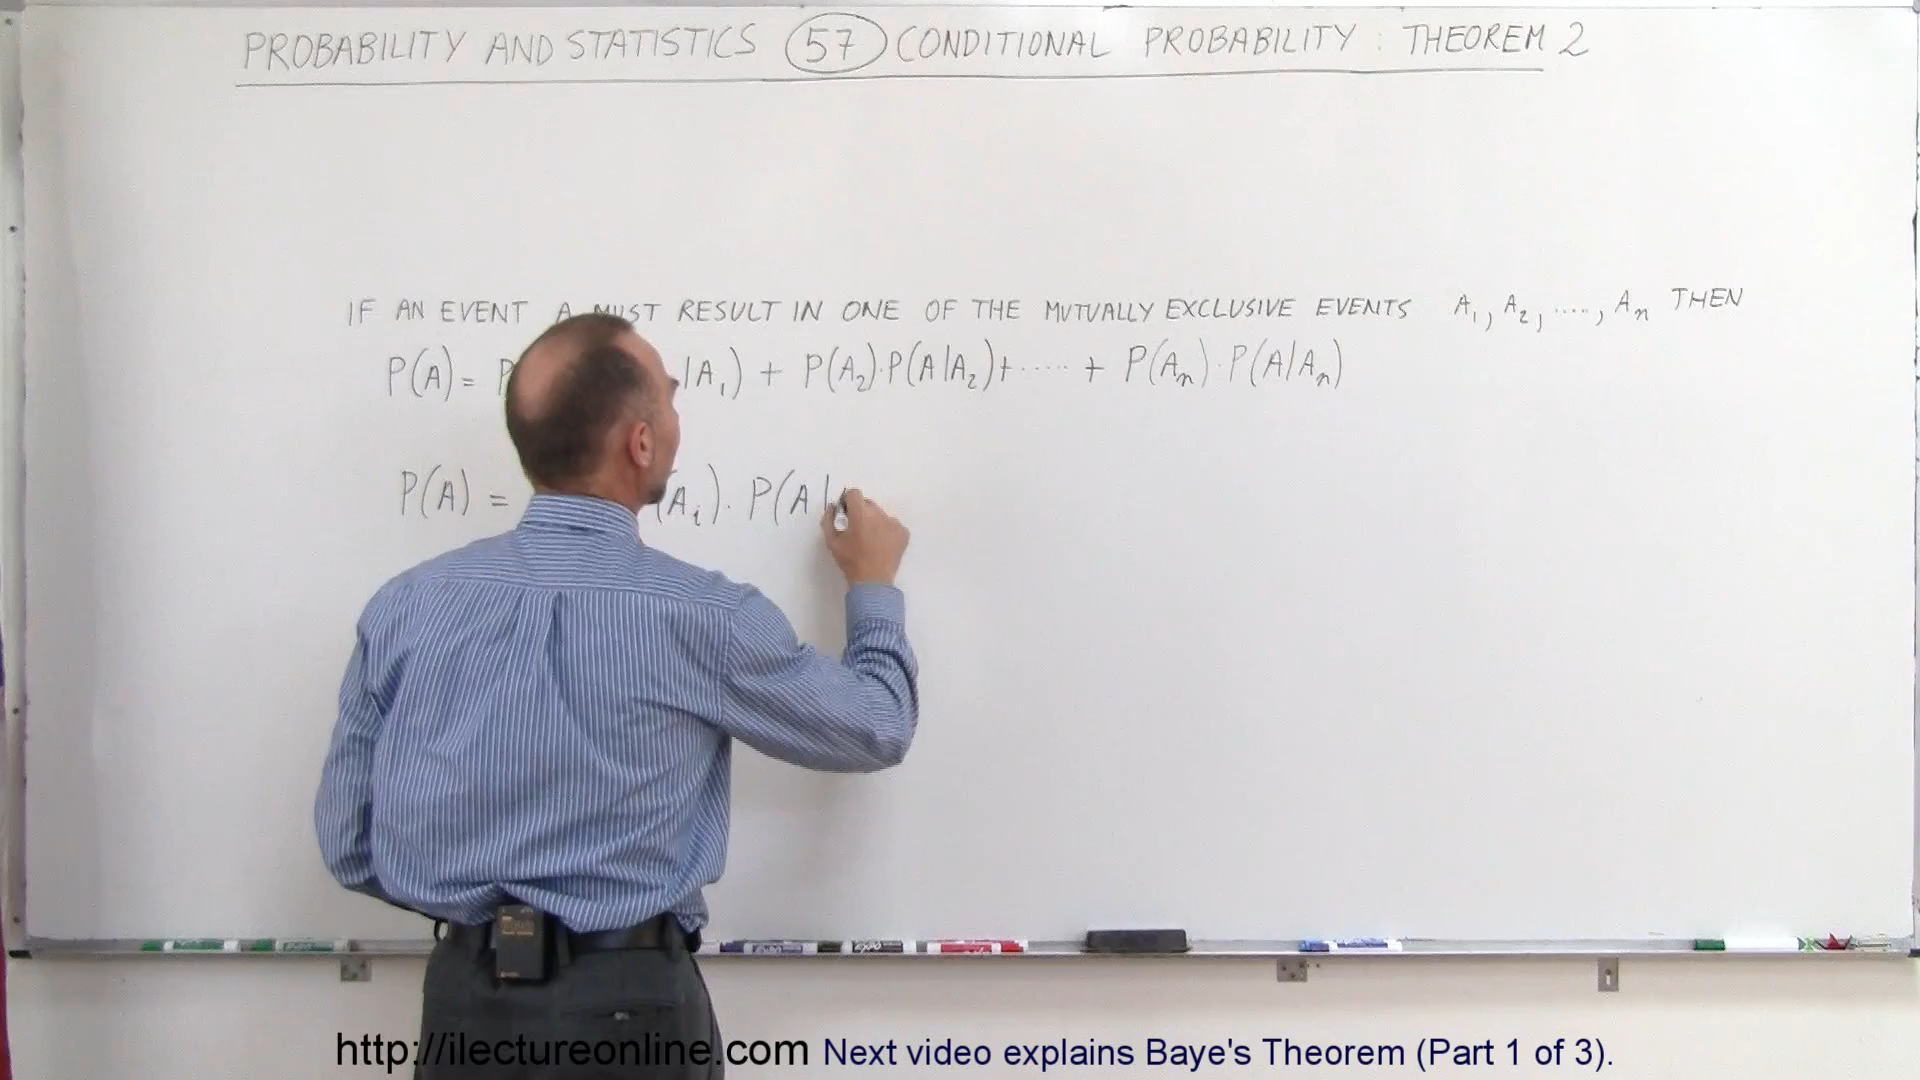 PROBABILITY AND STATISTICS 57 CONDITIONAL PROBABILITY : THEOREM 2
IF AN EVENT A MUST RESULT IN ONE OF THE MUTUALLY EXCLUSIVE EVENTS A₁, A₂, ....., Aₙ THEN
P(A) = P |A₁) + P(A₂)·P(A|A₂)+ ····· + P(Aₙ)·P(A/Aₙ)
P(A) = (Aᵢ)· P(A|
http://ilectureonline.com Next video explains Baye's Theorem (Part 1 of 3).